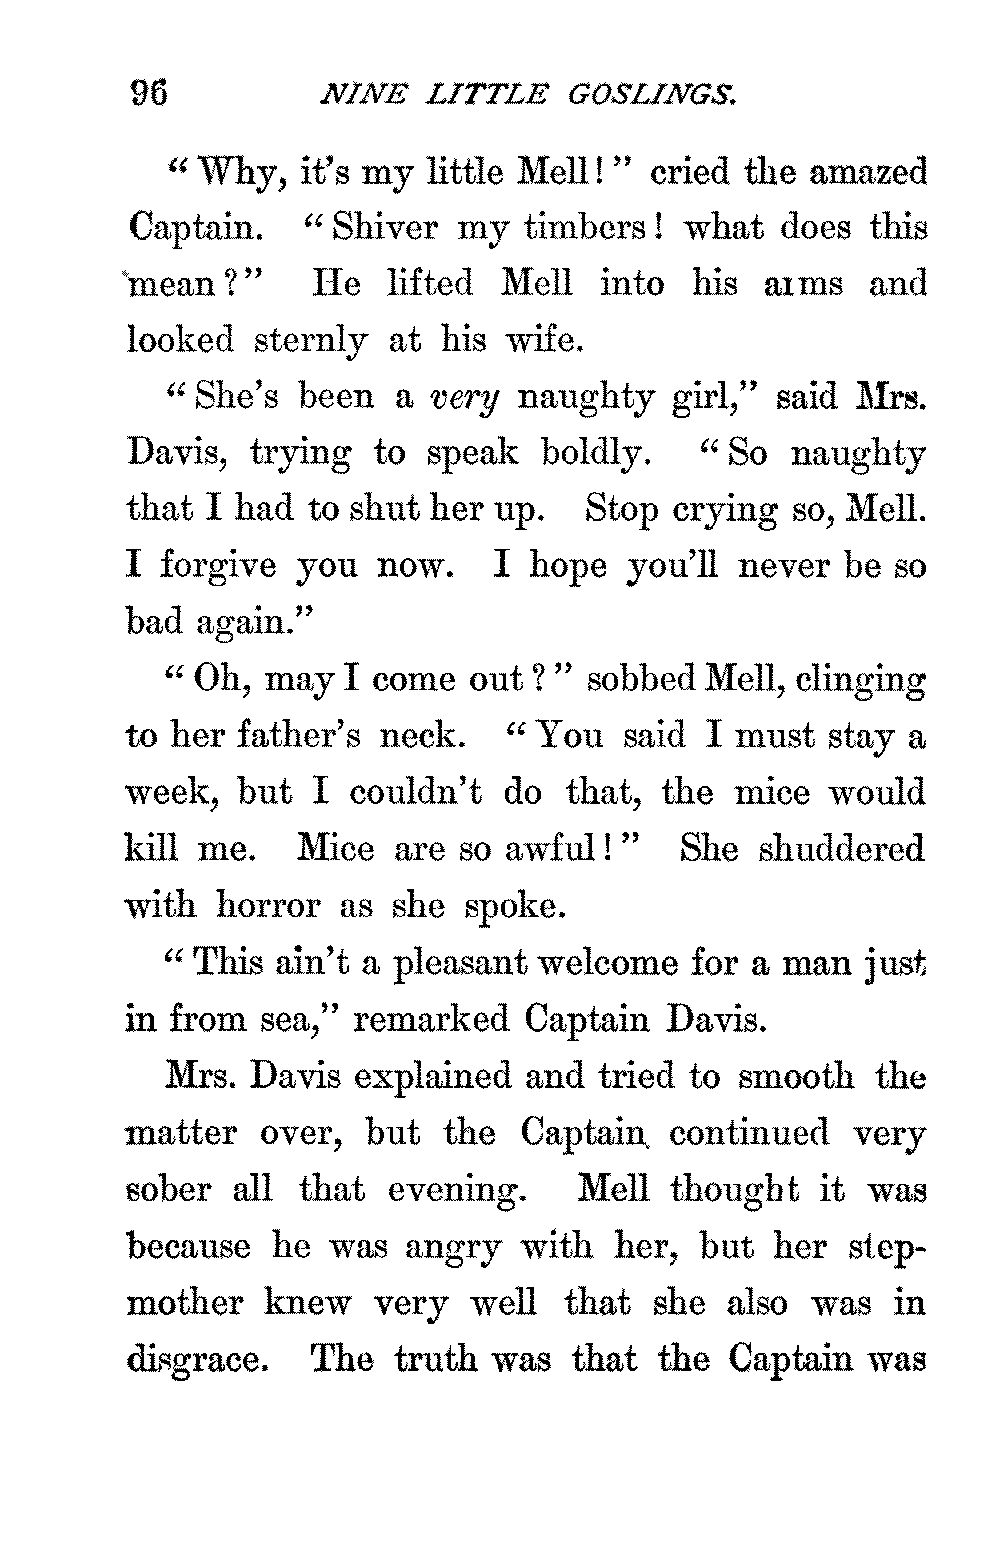 96 NINE LITTLE GOSLINGS.
“Why, it’s my little Mell!” cried the amazed
Captain. “Shiver my timbers! what does this
mean?” He lifted Mell into his arms and
looked sternly at his wife.
“She’s been a very naughty girl,” said Mrs.
Davis, trying to speak boldly. “So naughty
that I had to shut her up. Stop crying so, Mell.
I forgive you now. I hope you’ll never be so
bad again.”
“Oh, may I come out?” sobbed Mell, clinging
to her father’s neck. “You said I must stay a
week, but I couldn’t do that, the mice would
kill me. Mice are so awful!” She shuddered
with horror as she spoke.
“This ain’t a pleasant welcome for a man just
in from sea,” remarked Captain Davis.
Mrs. Davis explained and tried to smooth the
matter over, but the Captain continued very
sober all that evening. Mell thought it was
because he was angry with her, but her step-
mother knew very well that she also was in
disgrace. The truth was that the Captain was